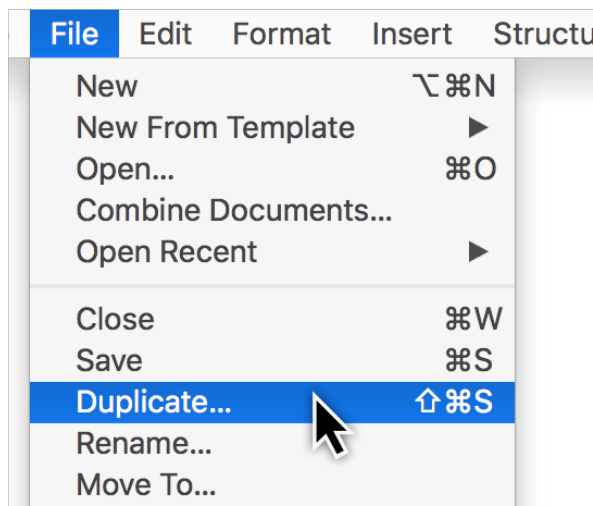 File Edit Format Insert Structu
New ⌥⌘N
New From Template ▶
Open... ⌘O
Combine Documents...
Open Recent ▶
Close ⌘W
Save ⌘S
Duplicate... ⇧⌘S
Rename...
Move To...